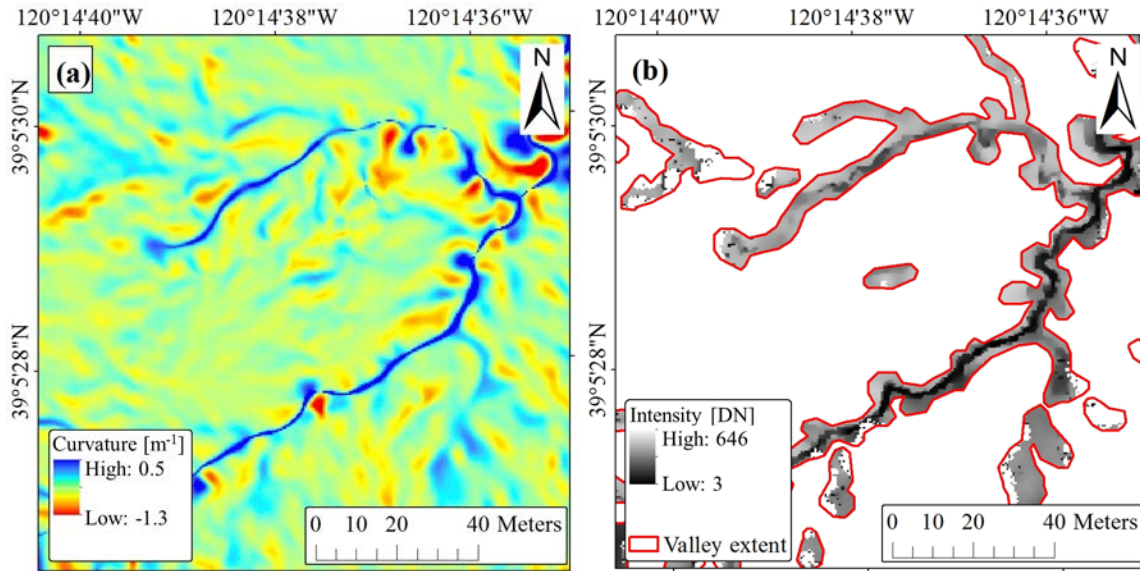 120°14'40"W 120°14'38"W 120°14'36"W
(a)
N
39°5'30"N
39°5'28"N
Curvature [m-1]
High: 0.5
Low: -1.3
0 10 20 40 Meters
120°14'40"W 120°14'38"W 120°14'36"W
(b)
N
39°5'30"N
39°5'28"N
Intensity [DN]
High: 646
Low: 3
Valley extent
0 10 20 40 Meters